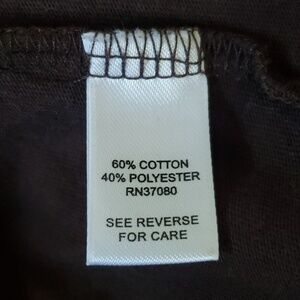 60% COTTON
40% POLYESTER
RN37080
SEE REVERSE
FOR CARE